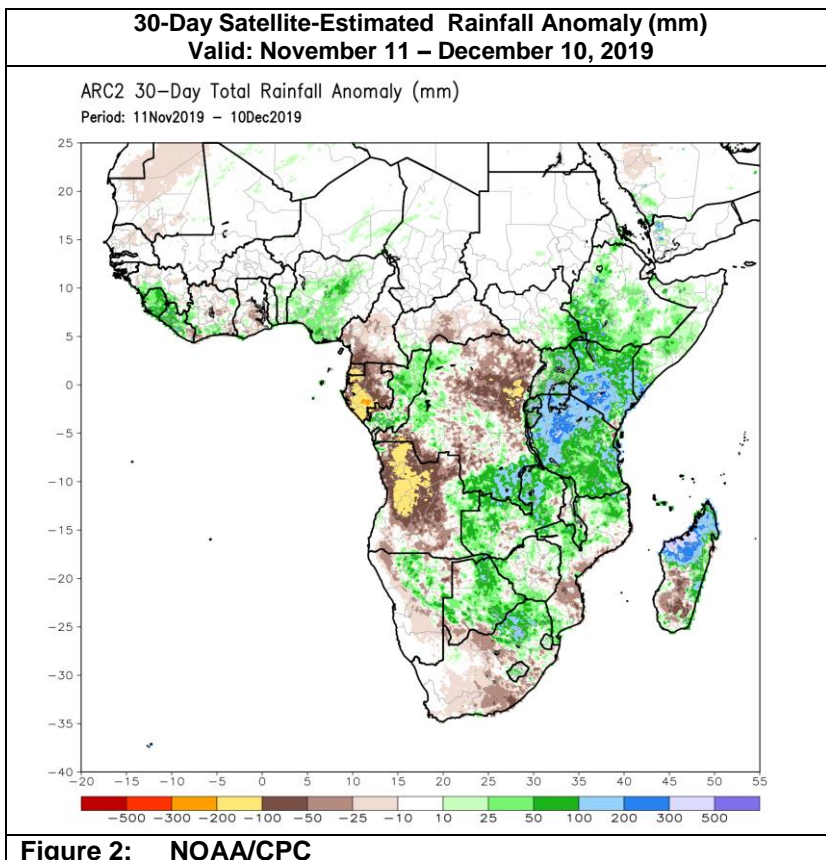 30-Day Satellite-Estimated Rainfall Anomaly (mm)
Valid: November 11 – December 10, 2019
ARC2 30-Day Total Rainfall Anomaly (mm)
Period: 11Nov2019 – 10Dec2019
25
20
15
10
5
0
-5
-10
-15
-20
-25
-30
-35
-40
-20 -15 -10 -5 0 5 10 15 20 25 30 35 40 45 50 55
-500 -300 -200 -100 -50 -25 -10 10 25 50 100 200 300 500
Figure 2: NOAA/CPC